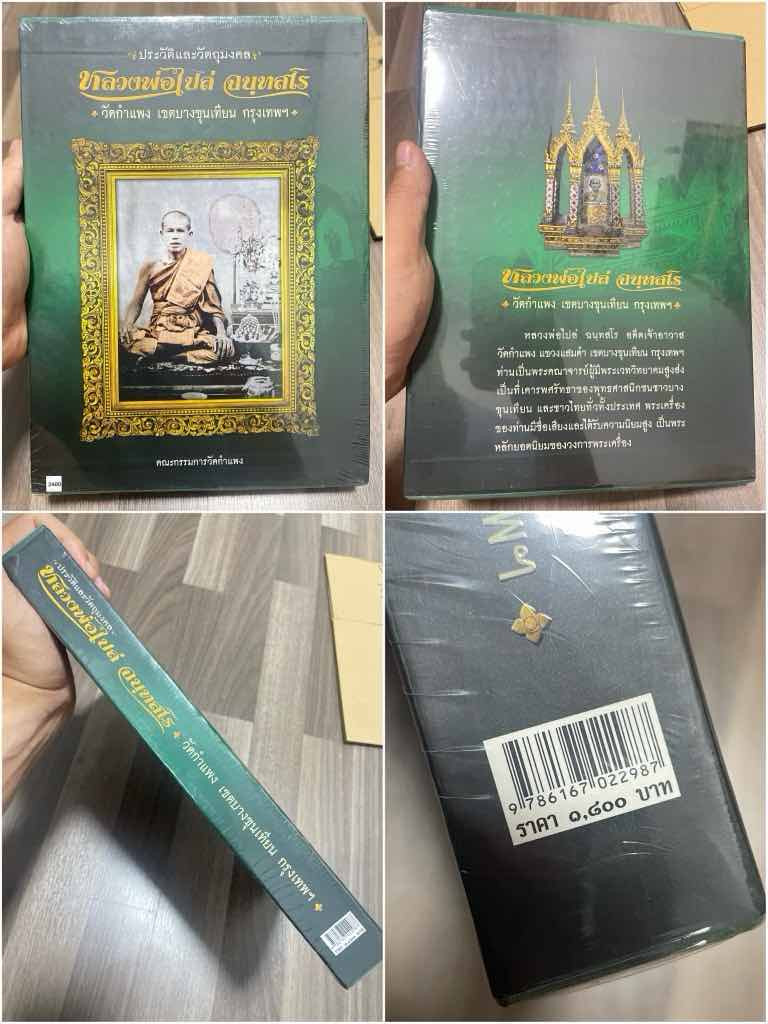 ประวัติและวัตถุมงคล
หลวงพ่อไปล่ ฉนฺทสโร
วัดกำแพง เขตบางขุนเทียน กรุงเทพฯ
คณะกรรมการวัดกำแพง
2400
หลวงพ่อไปล่ ฉนฺทสโร
วัดกำแพง เขตบางขุนเทียน กรุงเทพฯ
หลวงพ่อไปล่ ฉนฺทสโร อดีตเจ้าอาวาส
วัดกำแพง แขวงแสมดำ เขตบางขุนเทียน กรุงเทพฯ
ท่านเป็นพระคณาจารย์ผู้มีพระเวทวิทยาคมสูงส่ง
เป็นที่เคารพศรัทธาของพุทธศาสนิกชนชาวบาง
ขุนเทียน และชาวไทยทั่วทั้งประเทศ พระเครื่อง
ของท่านมีชื่อเสียงและได้รับความนิยมสูง เป็นพระ
หลักยอดนิยมของวงการพระเครื่อง
ประวัติและวัตถุมงคล
หลวงพ่อไปล่ ฉนฺทสโร
วัดกำแพง เขตบางขุนเทียน กรุงเทพฯ
9 786167 022987
ราคา ๑,๘๐๐ บาท